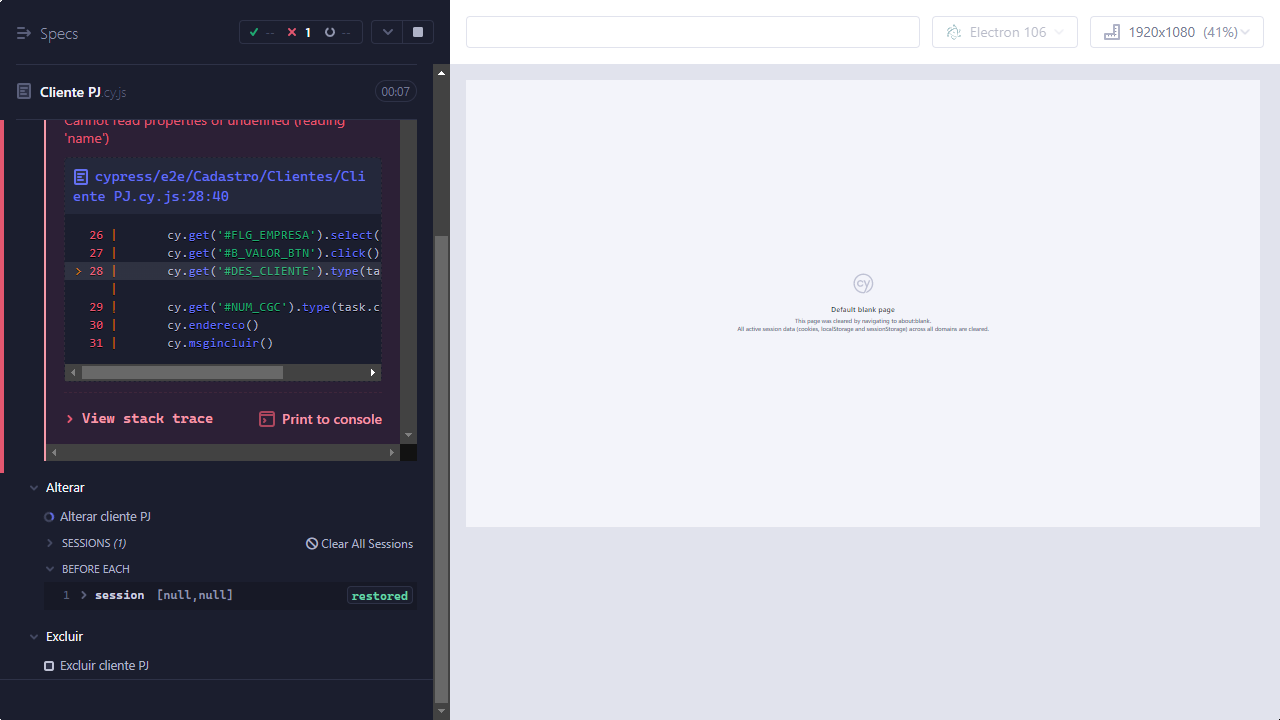 Specs
-- 1 --
Electron 106
1920x1080 (41%)
Cliente PJ.cy.js
00:07
Cannot read properties of undefined (reading
'name')
cypress/e2e/Cadastro/Clientes/Cli
ente PJ.cy.js:28:40
26 | cy.get('#FLG_EMPRESA').select(
27 | cy.get('#B_VALOR_BTN').click()
> 28 | cy.get('#DES_CLIENTE').type(ta
|
29 | cy.get('#NUM_CGC').type(task.c
30 | cy.endereco()
31 | cy.msgincluir()
> View stack trace
Print to console
Alterar
Alterar cliente PJ
SESSIONS (1)
Clear All Sessions
BEFORE EACH
1 > session [null,null] restored
Excluir
Excluir cliente PJ
cy
Default blank page
This page was cleared by navigating to about:blank.
All active session data (cookies, localStorage and sessionStorage) across all domains are cleared.